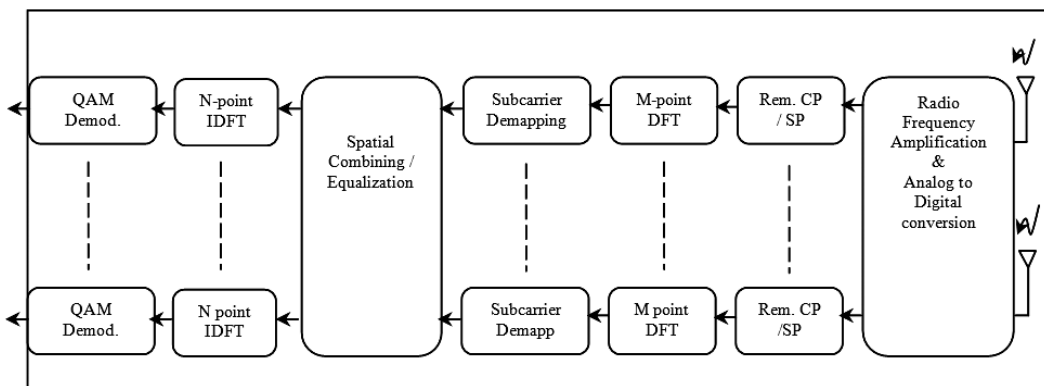 QAM
Demod.
N-point
IDFT
Spatial
Combining /
Equalization
Subcarrier
Demapping
M-point
DFT
Rem. CP
/ SP
Radio
Frequency
Amplification
&
Analog to
Digital
conversion
QAM
Demod.
N point
IDFT
Subcarrier
Demapp
M point
DFT
Rem. CP
/SP